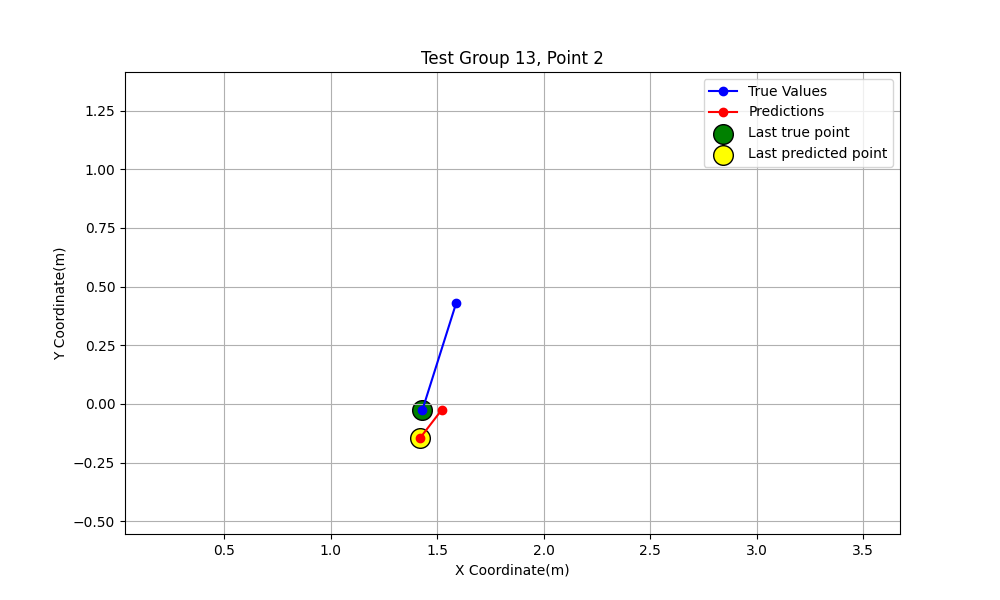 Test Group 13, Point 2
True Values
Predictions
Last true point
Last predicted point
1.25
1.00
0.75
0.50
0.25
0.00
−0.25
−0.50
Y Coordinate(m)
0.5 1.0 1.5 2.0 2.5 3.0 3.5
X Coordinate(m)